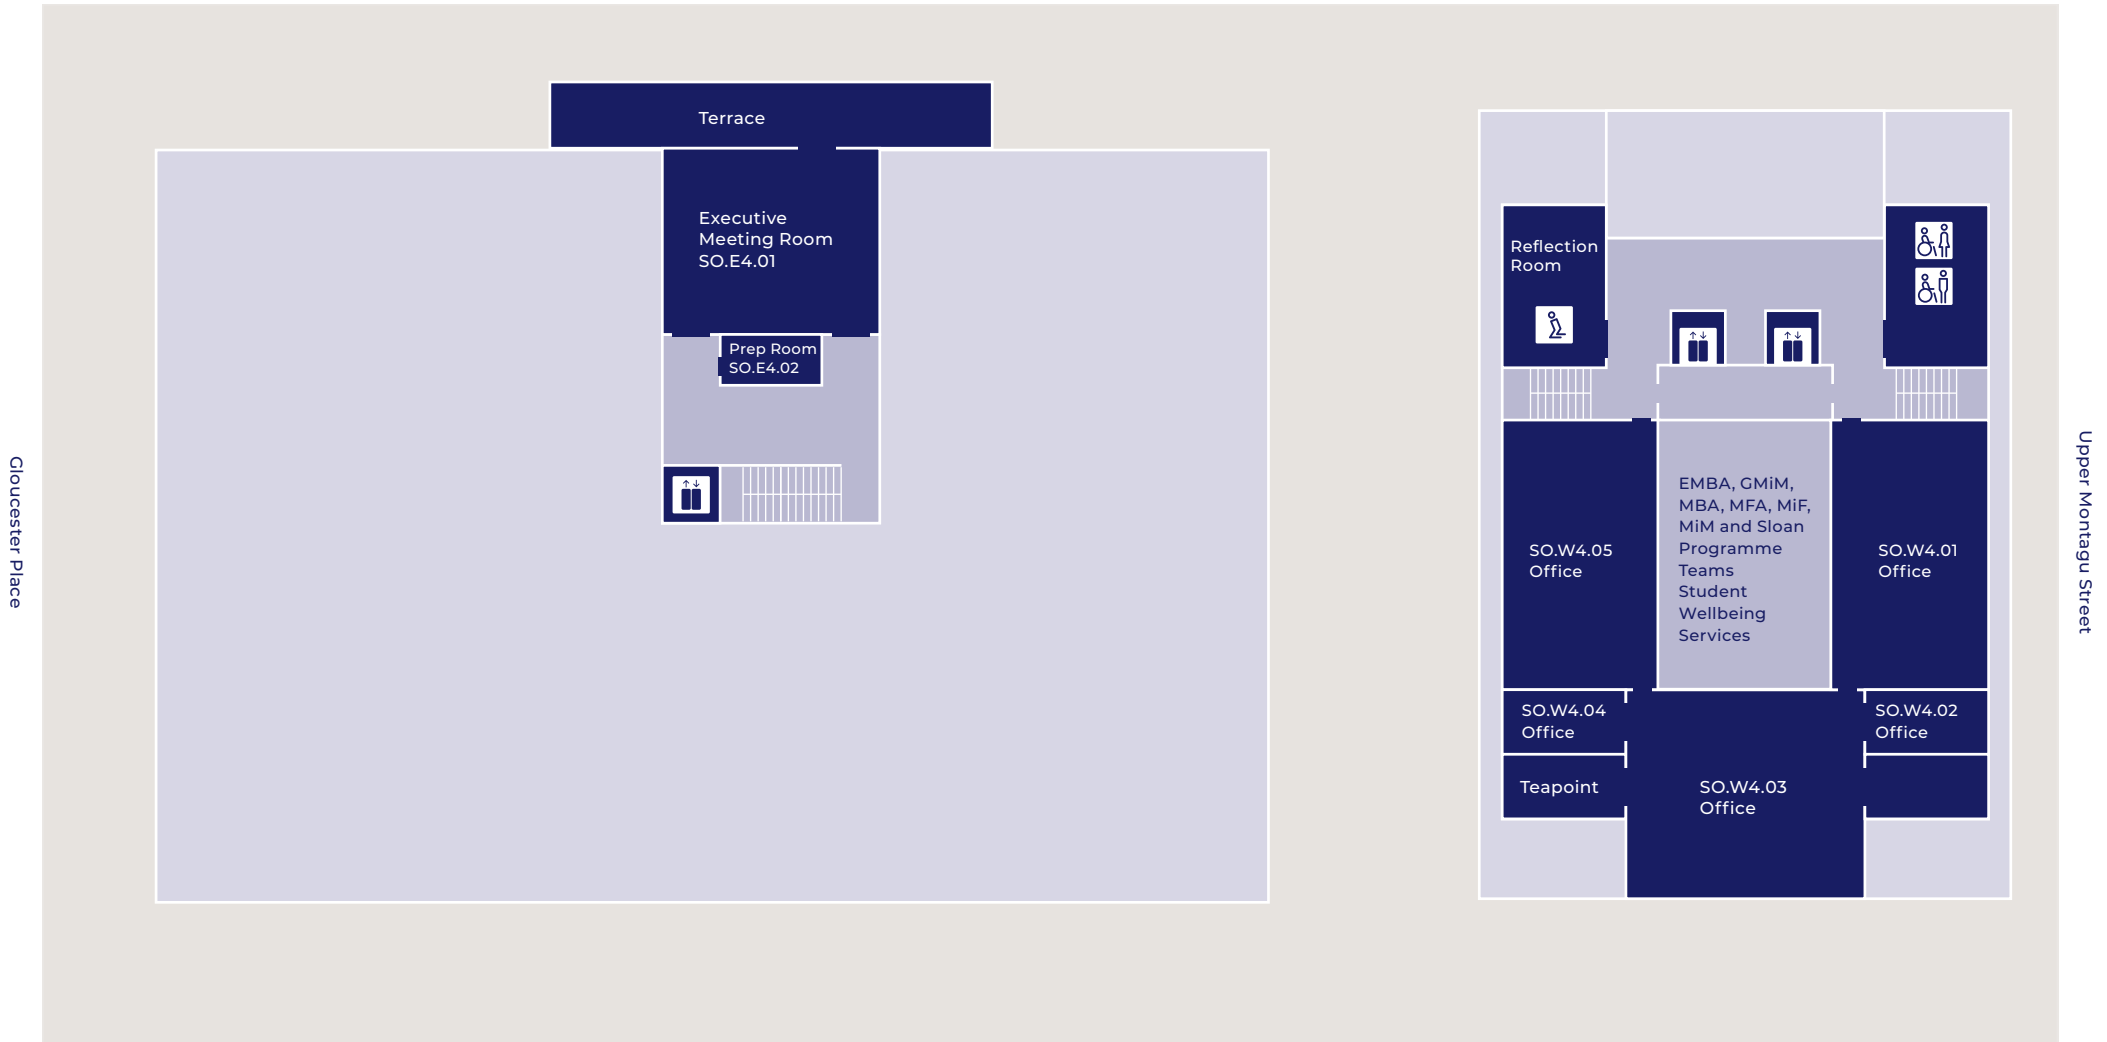 Terrace
Executive
Meeting Room
SO.E4.01
Prep Room
SO.E4.02
Gloucester Place
Reflection
Room
EMBA, GMiM,
MBA, MFA, MiF,
MiM and Sloan
Programme
Teams
Student
Wellbeing
Services
SO.W4.05
Office
SO.W4.01
Office
SO.W4.04
Office
SO.W4.02
Office
Teapoint
SO.W4.03
Office
Upper Montagu Street